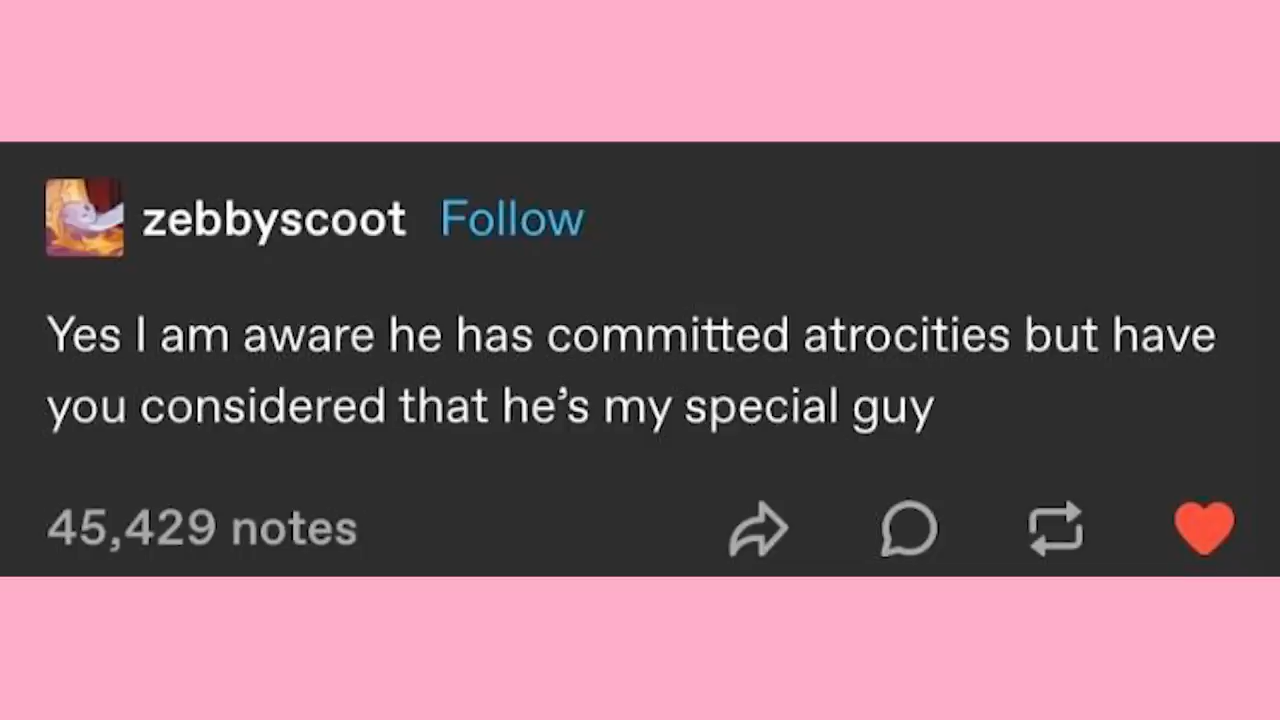 zebbyscoot Follow
Yes I am aware he has committed atrocities but have
you considered that he’s my special guy
45,429 notes